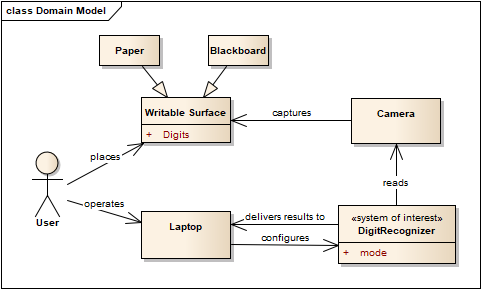 class Domain Model
Paper
Blackboard
Writable Surface
+ Digits
captures
Camera
places
User
operates
reads
Laptop
delivers results to
configures
«system of interest»
DigitRecognizer
+ mode